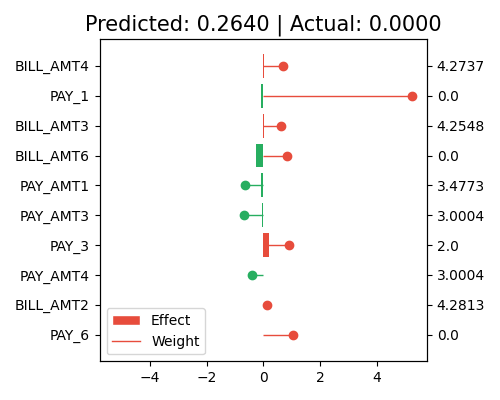 Predicted: 0.2640 | Actual: 0.0000
BILL_AMT4 4.2737
PAY_1 0.0
BILL_AMT3 4.2548
BILL_AMT6 0.0
PAY_AMT1 3.4773
PAY_AMT3 3.0004
PAY_3 2.0
PAY_AMT4 3.0004
BILL_AMT2 4.2813
PAY_6 0.0
Effect
Weight
−4 −2 0 2 4